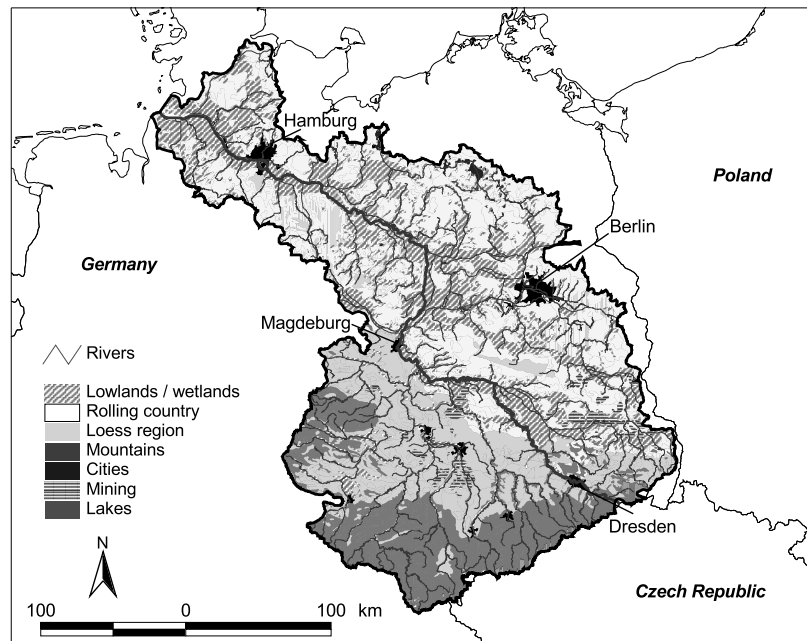 Hamburg
Poland
Berlin
Germany
Magdeburg
Rivers
Lowlands / wetlands
Rolling country
Loess region
Mountains
Cities
Mining
Lakes
Dresden
N
Czech Republic
100 0 100 km